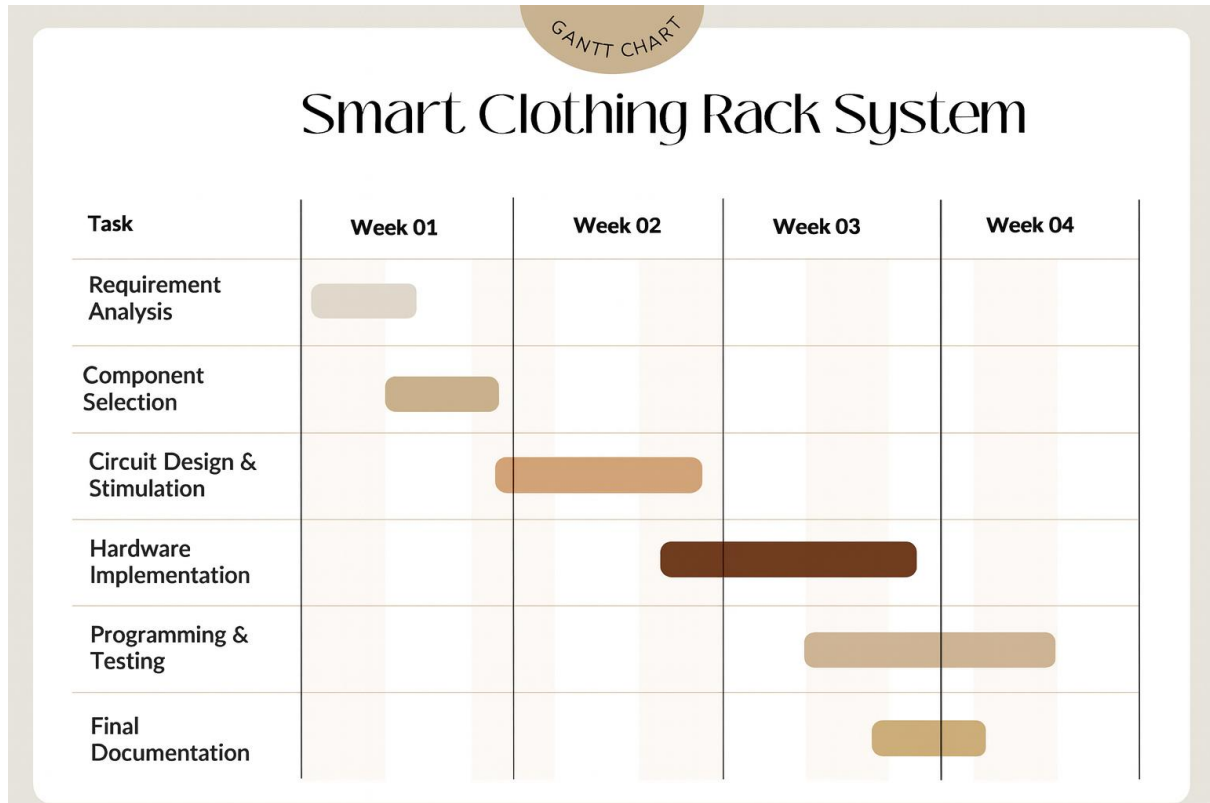 GANTT CHART
Smart Clothing Rack System
Task
Week 01
Week 02
Week 03
Week 04
Requirement
Analysis
Component
Selection
Circuit Design &
Stimulation
Hardware
Implementation
Programming &
Testing
Final
Documentation